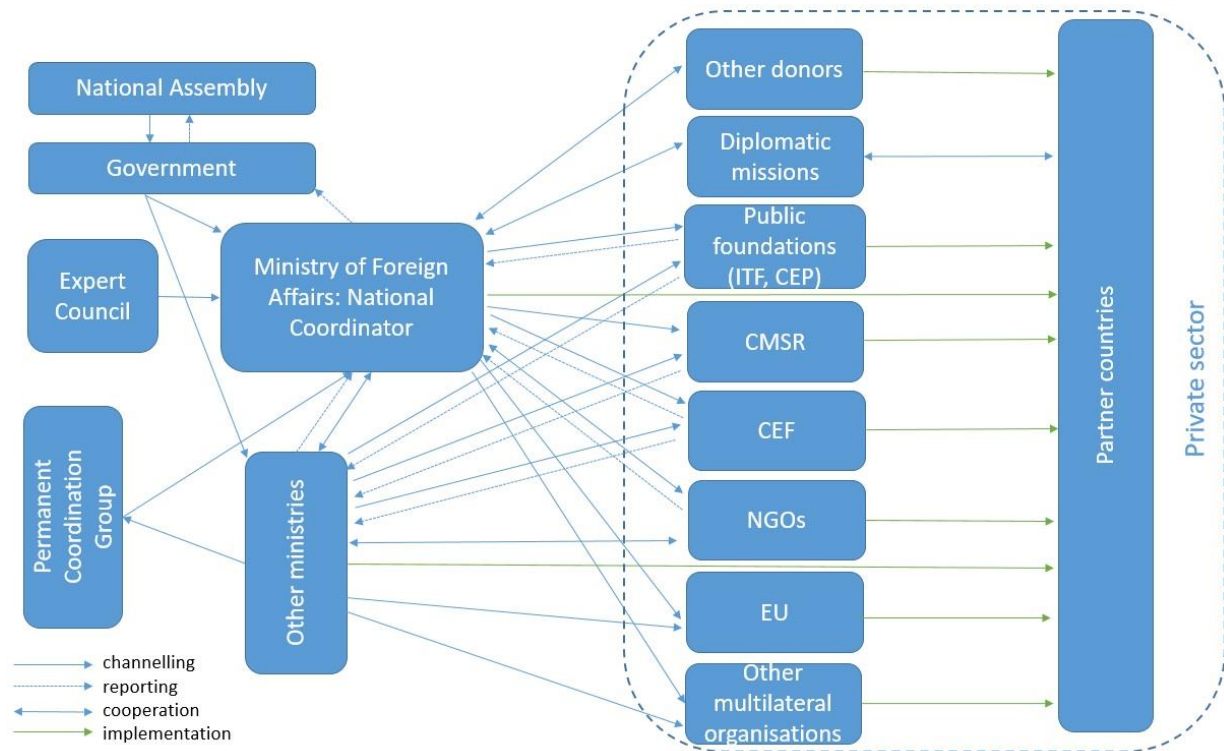 National Assembly
Government
Expert
Council
Ministry of Foreign
Affairs: National
Coordinator
Permanent
Coordination
Group
Other ministries
Other donors
Diplomatic
missions
Public
foundations
(ITF, CEP)
CMSR
CEF
NGOs
EU
Other
multilateral
organisations
Partner countries
Private sector
channelling
reporting
cooperation
implementation